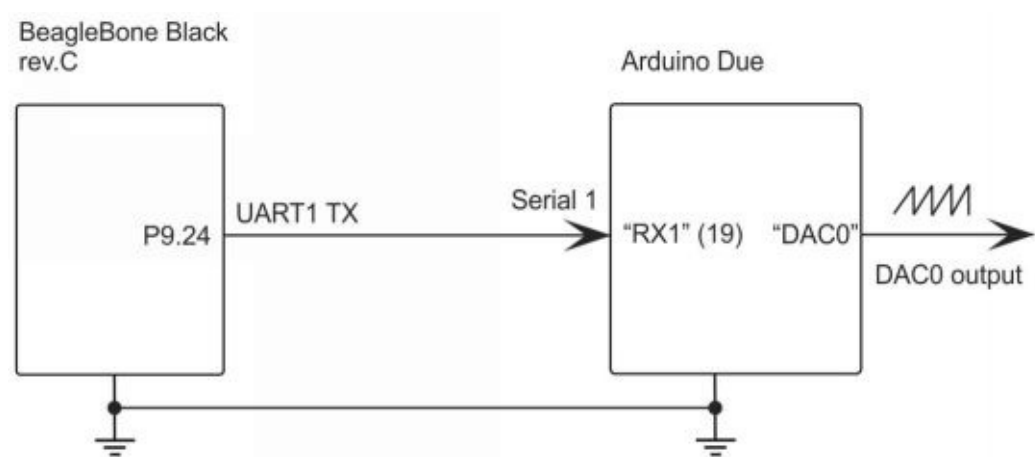 BeagleBone Black
rev.C
Arduino Due
UART1 TX
Serial 1
P9.24
“RX1” (19)
“DAC0”
DAC0 output